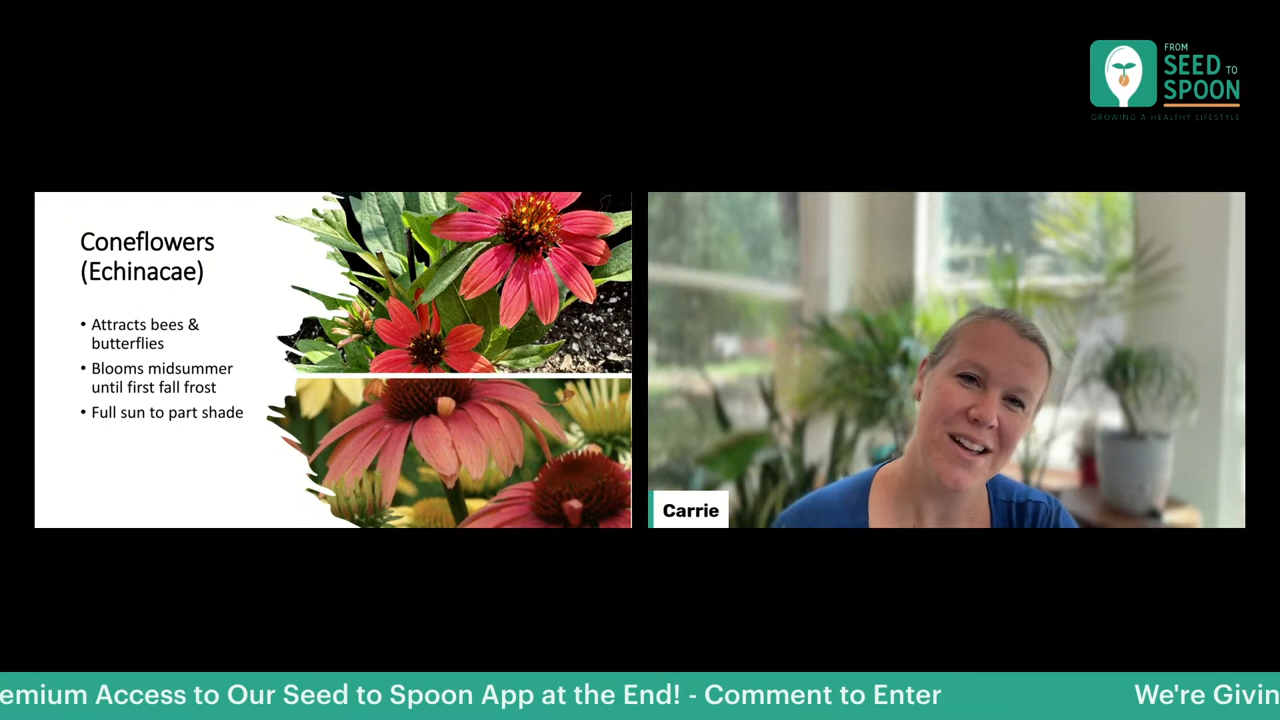 FROM
SEED TO
SPOON
GROWING A HEALTHY LIFESTYLE
Coneflowers
(Echinacae)
• Attracts bees &
butterflies
• Blooms midsummer
until first fall frost
• Full sun to part shade
Carrie
emium Access to Our Seed to Spoon App at the End! - Comment to Enter
We're Givin